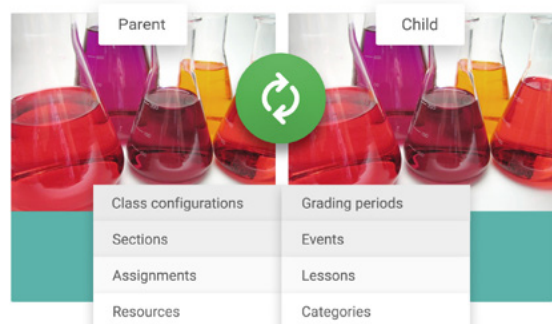 Parent
Child
Class configurations
Grading periods
Sections
Events
Assignments
Lessons
Resources
Categories